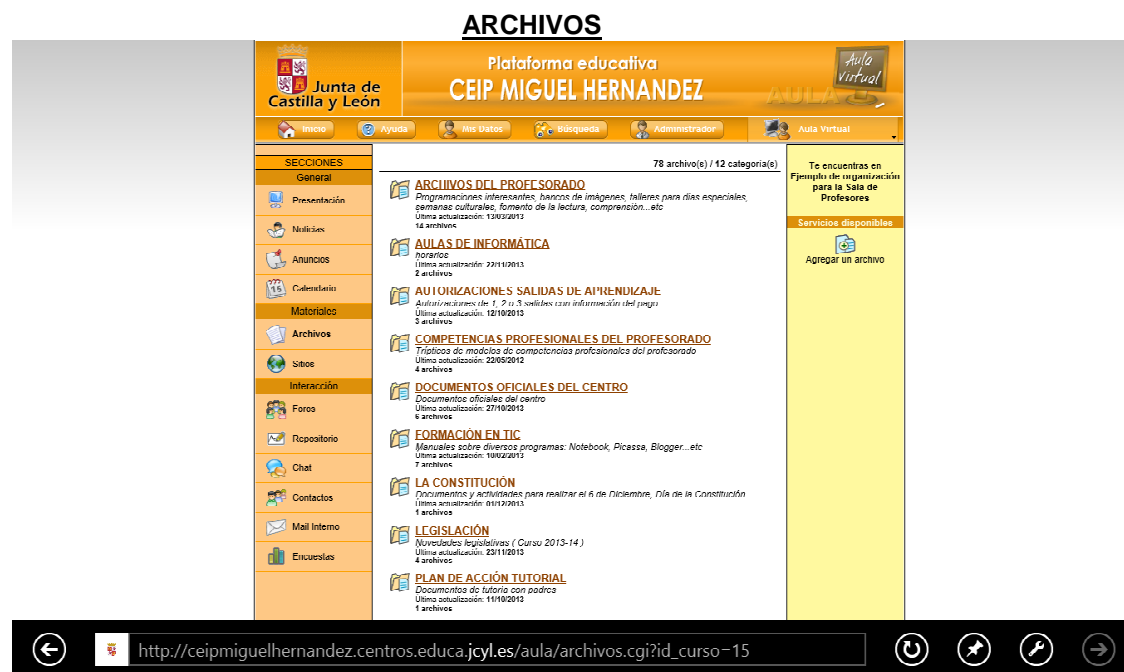 ARCHIVOS
Junta de
Castilla y León
Plataforma educativa
CEIP MIGUEL HERNANDEZ
Aula
Virtual
AULA
Inicio
Ayuda
Mis Datos
Búsqueda
Administrador
Aula Virtual
SECCIONES
General
Presentación
Noticias
Anuncios
Calendario
Materiales
Archivos
Sitios
Interacción
Foros
Repositorio
Chat
Contactos
Mail Interno
Encuestas
78 archivo(s) / 12 categoria(s)
ARCHIVOS DEL PROFESORADO
Programaciones interesantes, bancos de imágenes, talleres para días especiales,
semanas culturales, fomento de la lectura, comprensión...etc
Última actualización: 13/03/2013
14 archivos
AULAS DE INFORMÁTICA
horarios
Última actualización: 22/11/2013
2 archivos
AUTORIZACIONES SALIDAS DE APRENDIZAJE
Autorizaciones de 1, 2 o 3 salidas con información del pago
Última actualización: 12/10/2013
3 archivos
COMPETENCIAS PROFESIONALES DEL PROFESORADO
Trípticos de modelos de competencias profesionales del profesorado
Última actualización: 22/05/2012
4 archivos
DOCUMENTOS OFICIALES DEL CENTRO
Documentos oficiales del centro
Última actualización: 27/10/2013
6 archivos
FORMACIÓN EN TIC
Manuales sobre diversos programas: Notebook, Picassa, Blogger...etc
Última actualización: 10/02/2013
7 archivos
LA CONSTITUCIÓN
Documentos y actividades para realizar el 6 de Diciembre, Día de la Constitución
Última actualización: 01/12/2013
1 archivos
LEGISLACIÓN
Novedades legislativas ( Curso 2013-14 )
Última actualización: 23/11/2013
4 archivos
PLAN DE ACCIÓN TUTORIAL
Documentos de tutoria con padres
Última actualización: 11/10/2013
1 archivos
Te encuentras en
Ejemplo de organización
para la Sala de
Profesores
Servicios disponibles
Agregar un archivo
http://ceipmiguelhernandez.centros.educa.jcyl.es/aula/archivos.cgi?id_curso=15